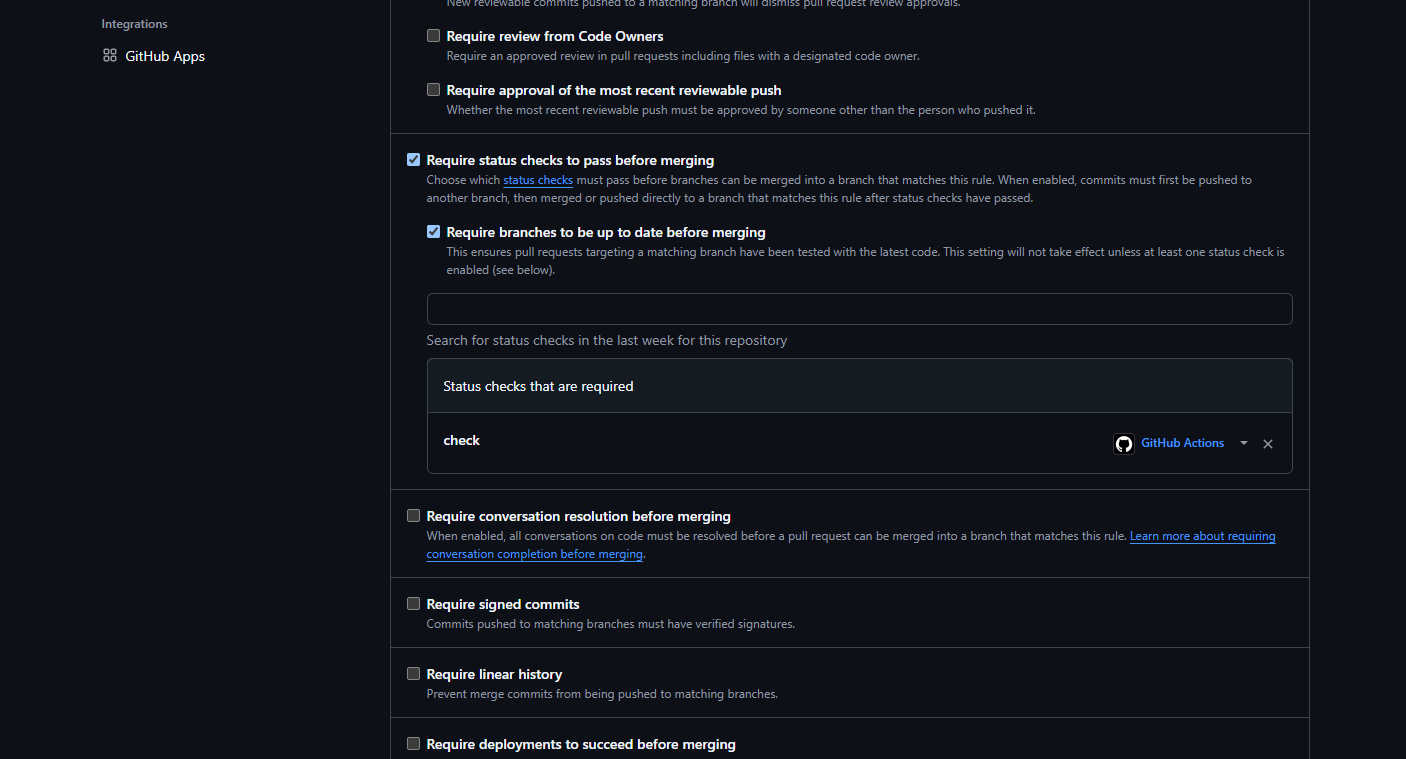 Integrations
GitHub Apps
New reviewable commits pushed to a matching branch will dismiss pull request review approvals.
Require review from Code Owners
Require an approved review in pull requests including files with a designated code owner.
Require approval of the most recent reviewable push
Whether the most recent reviewable push must be approved by someone other than the person who pushed it.
Require status checks to pass before merging
Choose which status checks must pass before branches can be merged into a branch that matches this rule. When enabled, commits must first be pushed to
another branch, then merged or pushed directly to a branch that matches this rule after status checks have passed.
Require branches to be up to date before merging
This ensures pull requests targeting a matching branch have been tested with the latest code. This setting will not take effect unless at least one status check is
enabled (see below).
Search for status checks in the last week for this repository
Status checks that are required
check
GitHub Actions
Require conversation resolution before merging
When enabled, all conversations on code must be resolved before a pull request can be merged into a branch that matches this rule. Learn more about requiring
conversation completion before merging.
Require signed commits
Commits pushed to matching branches must have verified signatures.
Require linear history
Prevent merge commits from being pushed to matching branches.
Require deployments to succeed before merging